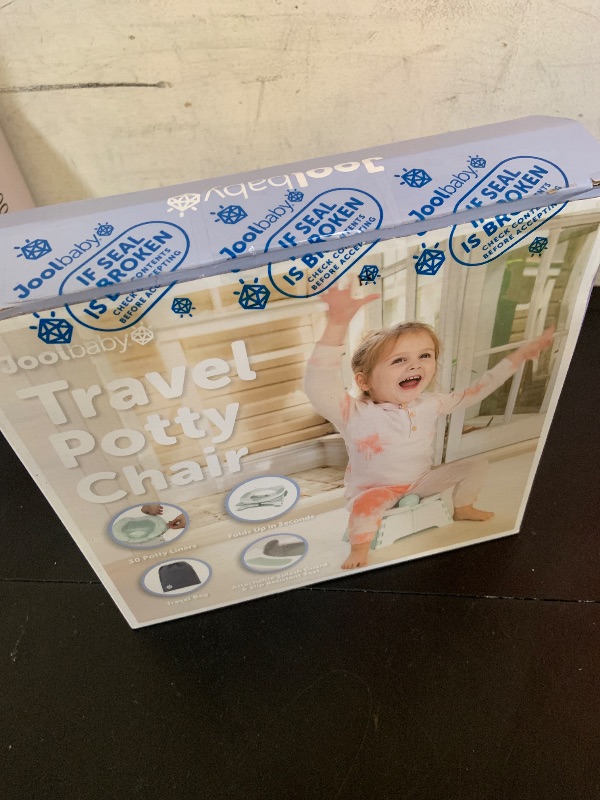 Joolbaby
Joolbaby
IF SEAL
IS BROKEN
CHECK CONTENTS
BEFORE ACCEPTING
Joolbaby
IF SEAL
IS BROKEN
CHECK CONTENTS
BEFORE ACCEPTING
Joolbaby
IF SEAL
IS BROKEN
CHECK CONTENTS
BEFORE ACCEPTING
Joolbaby
Travel
Potty
Chair
Potty Liners
Folds Up in Seconds
Travel Bag